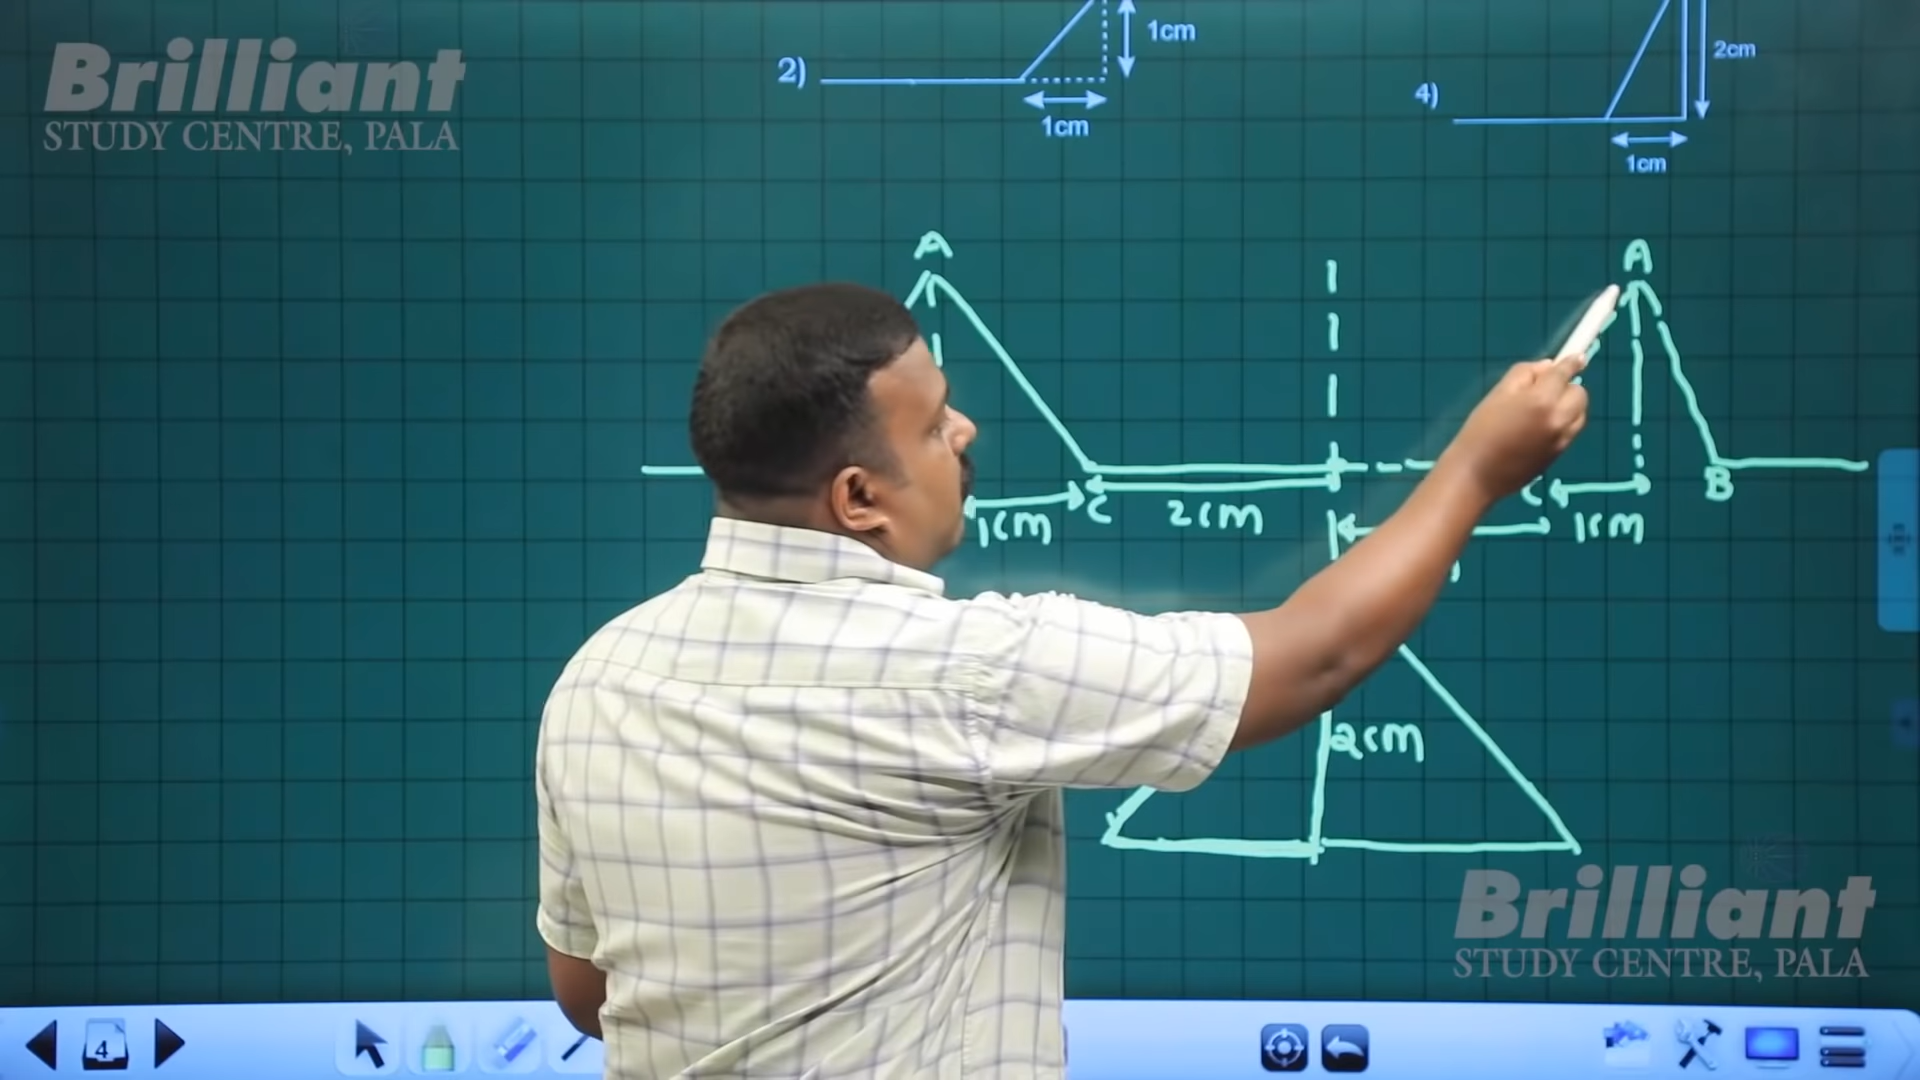 Brilliant
STUDY CENTRE, PALA
2)
1cm
1cm
4)
2cm
1cm
A
A
1cm
C
2cm
C
1cm
B
2cm
Brilliant
STUDY CENTRE, PALA
4